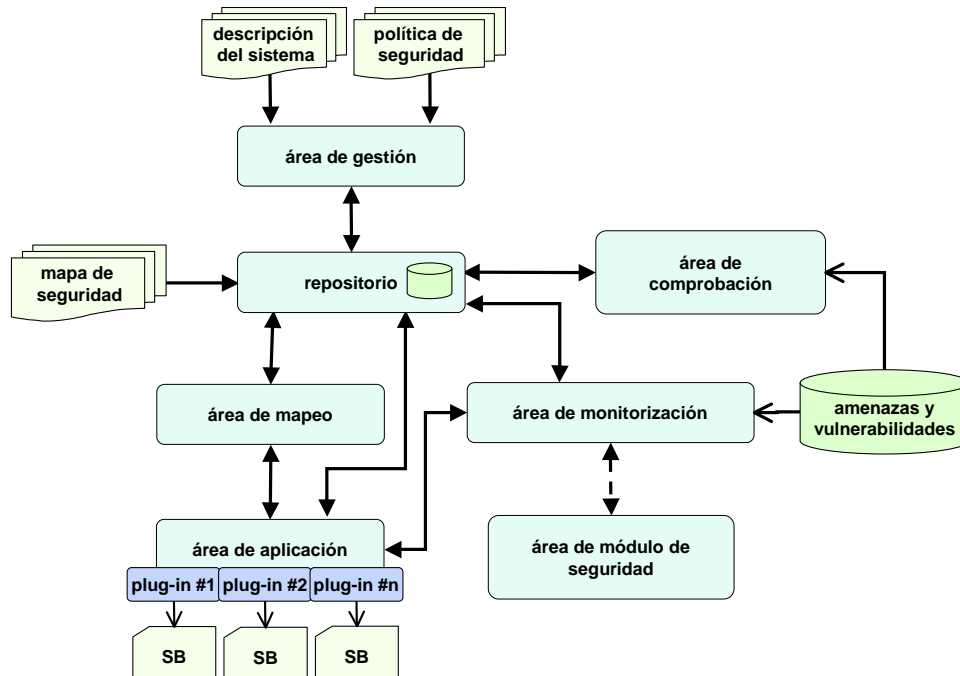 descripción
del sistema
política de
seguridad
área de gestión
mapa de
seguridad
repositorio
área de
comprobación
área de mapeo
área de monitorización
amenazas y
vulnerabilidades
área de aplicación
área de módulo de
seguridad
plug-in #1
plug-in #2
plug-in #n
SB
SB
SB